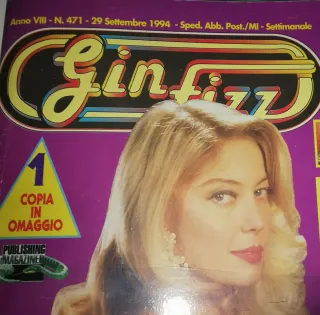 Anno VIII - N. 471 - 29 Settembre 1994 - Sped. Abb. Post./MI - Settimanale
Gin fizz
1
COPIA
IN
OMAGGIO
PUBLISHING
MAGAZINE